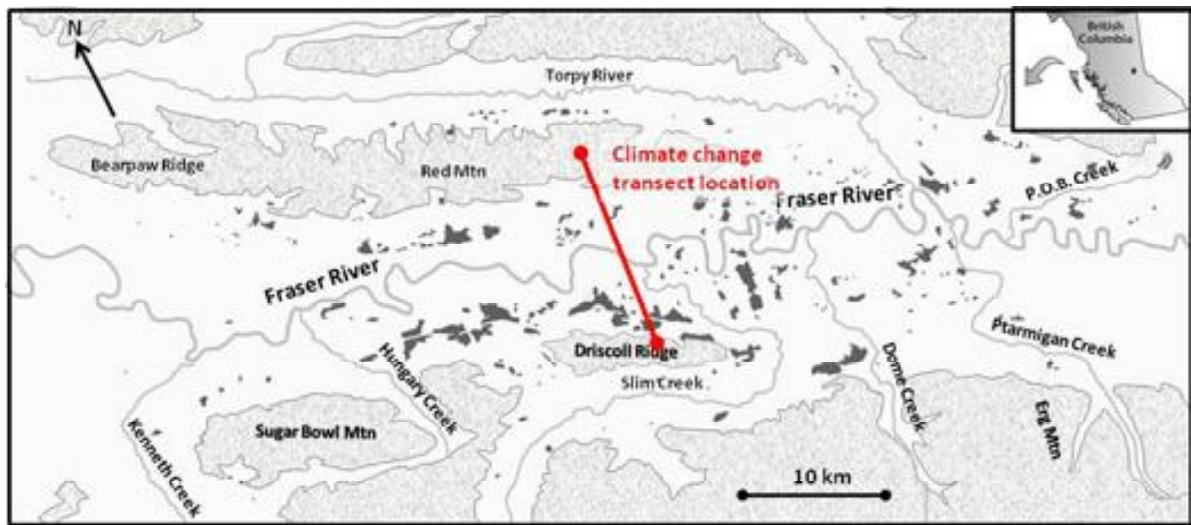 N
British
Columbia
Torpy River
Bearpaw Ridge
Red Mtn
Climate change
transect location
Fraser River
P.D.B. Creek
Fraser River
Hungary Creek
Driscoll Ridge
Slim Creek
Dome Creek
Ptarmigan Creek
Erg Mtn
Sugar Bowl Mtn
Kenneth Creek
10 km